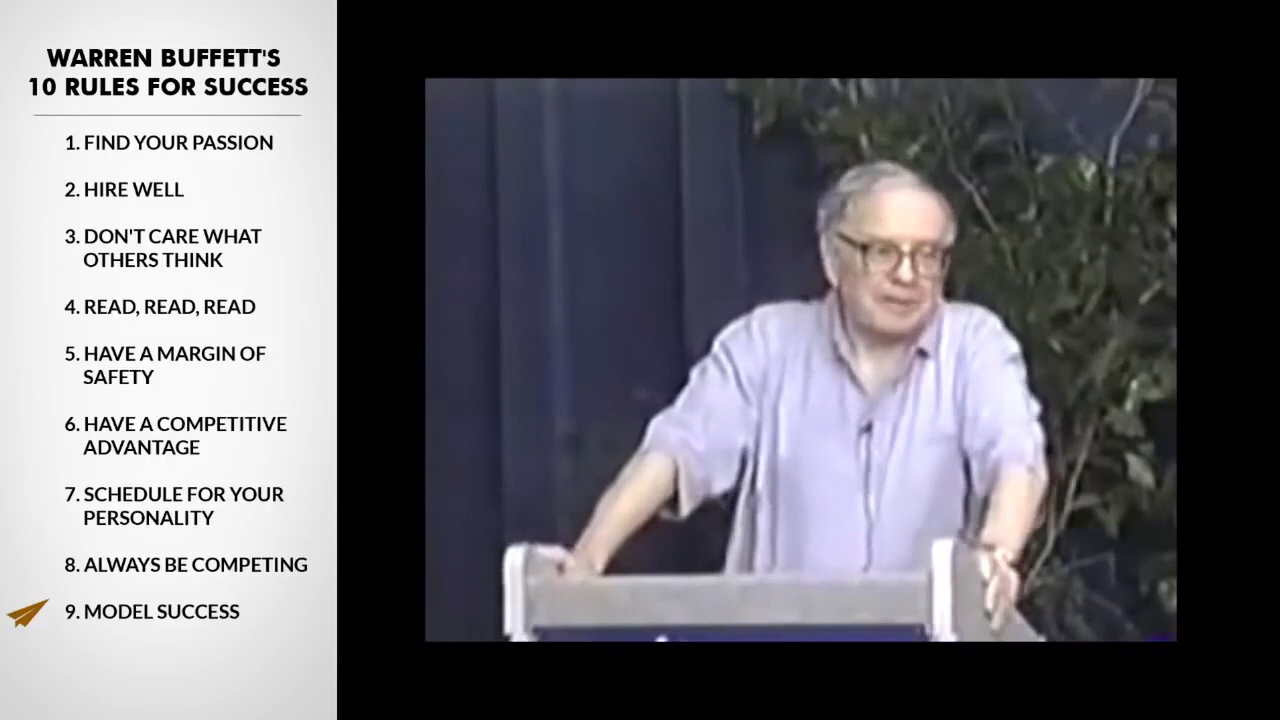 WARREN BUFFETT'S
10 RULES FOR SUCCESS
1. FIND YOUR PASSION
2. HIRE WELL
3. DON'T CARE WHAT
OTHERS THINK
4. READ, READ, READ
5. HAVE A MARGIN OF
SAFETY
6. HAVE A COMPETITIVE
ADVANTAGE
7. SCHEDULE FOR YOUR
PERSONALITY
8. ALWAYS BE COMPETING
9. MODEL SUCCESS